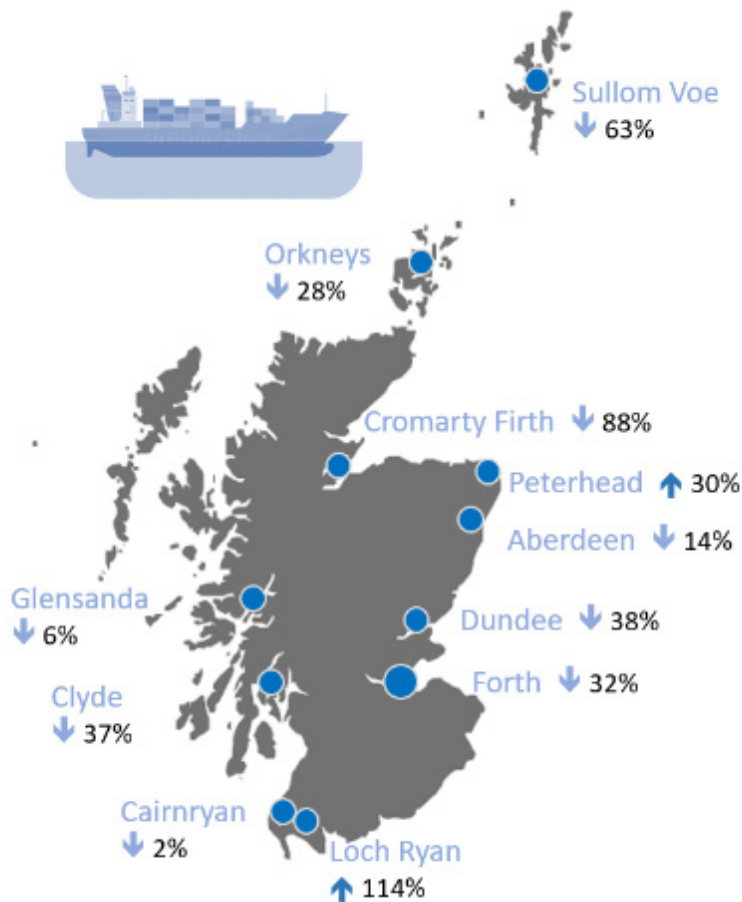 Sullom Voe
↓ 63%
Orkneys
↓ 28%
Cromarty Firth ↓ 88%
Peterhead ↑ 30%
Aberdeen ↓ 14%
Glensanda
↓ 6%
Dundee ↓ 38%
Forth ↓ 32%
Clyde
↓ 37%
Cairnryan
↓ 2%
Loch Ryan
↑ 114%